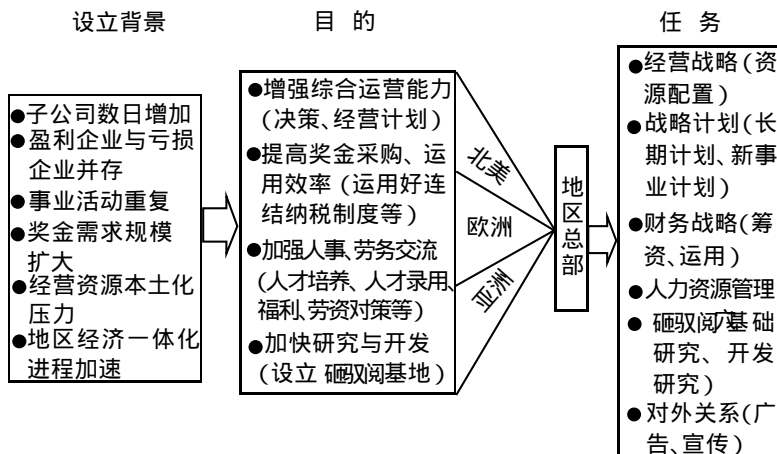 设立背景
目 的
任 务
●子公司数日增加
●盈利企业与亏损
企业并存
●事业活动重复
●奖金需求规模
扩大
●经营资源本土化
压力
●地区经济一体化
进程加速
●增强综合运营能力
(决策、经营计划)
●提高奖金采购、运
用效率(运用好连
结纳税制度等)
●加强人事、劳务交流
(人才培养、人才录用、
福利、劳资对策等)
●加快研究与开发
(设立 基地)
北美
欧洲
亚洲
地区总部
●经营战略(资
源配置)
●战略计划(长
期计划、新事
业计划)
●财务战略(筹
资、运用)
●人力资源管理
● 基础
研究、开发
研究)
●对外关系(广
告、宣传)